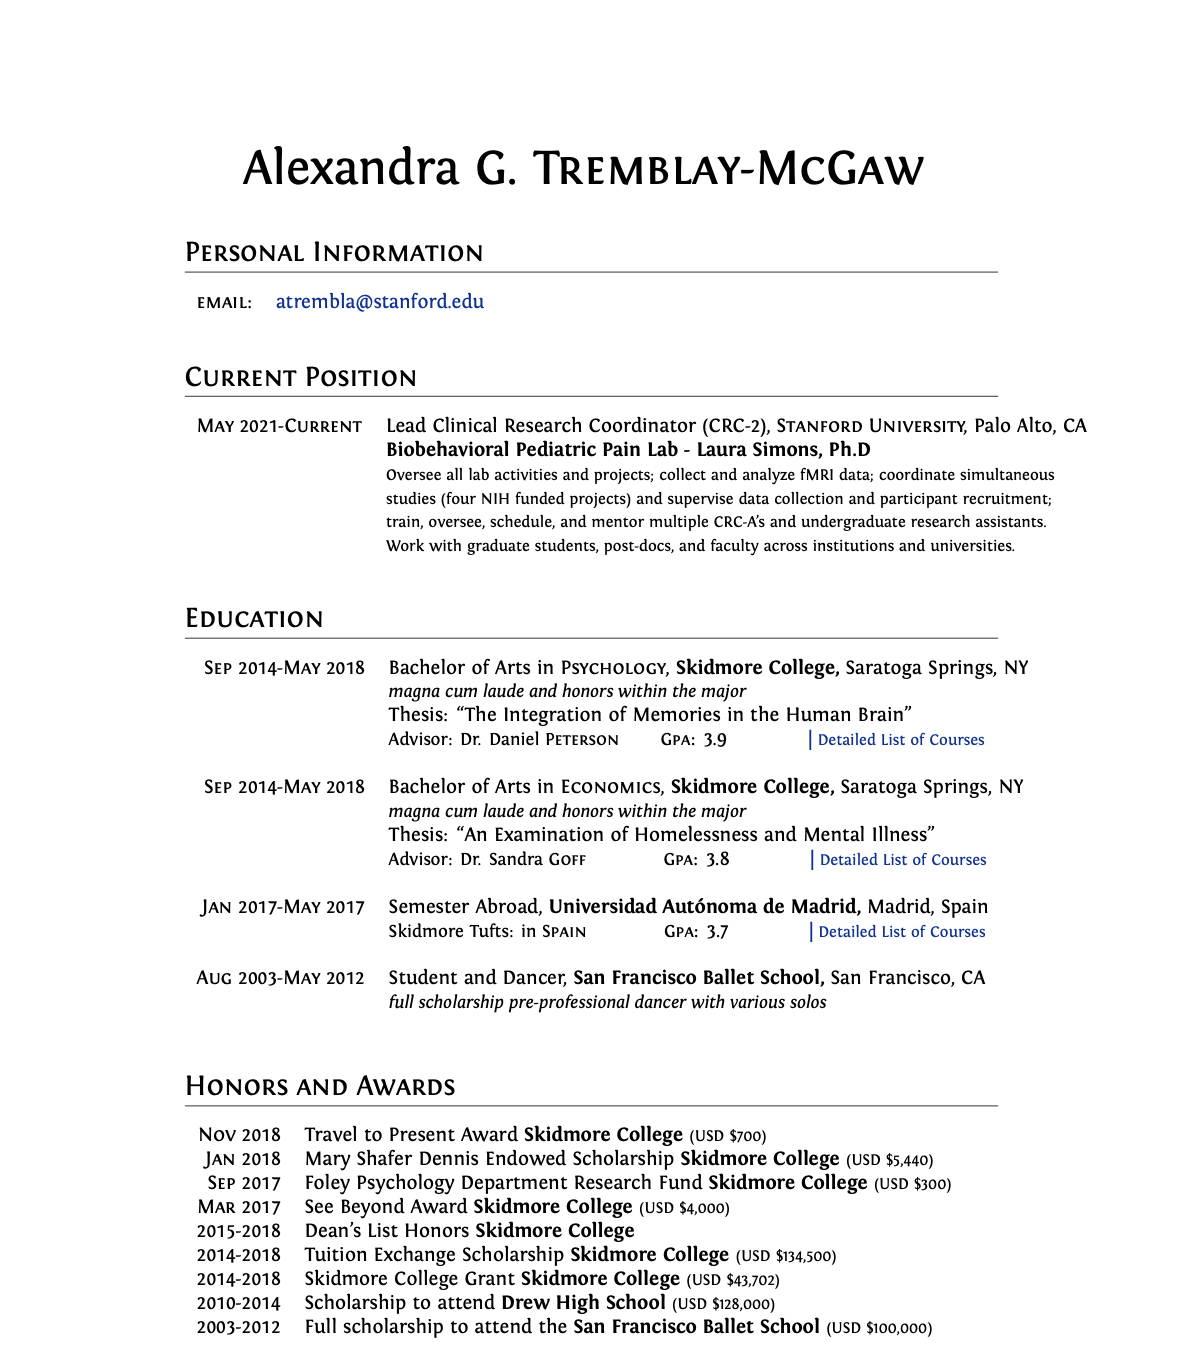 Alexandra G. Tremblay-McGaw
Personal Information
email: atrembla@stanford.edu
Current Position
May 2021-Current Lead Clinical Research Coordinator (CRC-2), Stanford University, Palo Alto, CA
Biobehavioral Pediatric Pain Lab - Laura Simons, Ph.D
Oversee all lab activities and projects; collect and analyze fMRI data; coordinate simultaneous
studies (four NIH funded projects) and supervise data collection and participant recruitment;
train, oversee, schedule, and mentor multiple CRC-A's and undergraduate research assistants.
Work with graduate students, post-docs, and faculty across institutions and universities.
Education
Sep 2014-May 2018 Bachelor of Arts in Psychology, Skidmore College, Saratoga Springs, NY
magna cum laude and honors within the major
Thesis: “The Integration of Memories in the Human Brain”
Advisor: Dr. Daniel Peterson Gpa: 3.9 | Detailed List of Courses
Sep 2014-May 2018 Bachelor of Arts in Economics, Skidmore College, Saratoga Springs, NY
magna cum laude and honors within the major
Thesis: “An Examination of Homelessness and Mental Illness”
Advisor: Dr. Sandra Goff Gpa: 3.8 | Detailed List of Courses
Jan 2017-May 2017 Semester Abroad, Universidad Autónoma de Madrid, Madrid, Spain
Skidmore Tufts: in Spain Gpa: 3.7 | Detailed List of Courses
Aug 2003-May 2012 Student and Dancer, San Francisco Ballet School, San Francisco, CA
full scholarship pre-professional dancer with various solos
Honors and Awards
Nov 2018 Travel to Present Award Skidmore College (USD $700)
Jan 2018 Mary Shafer Dennis Endowed Scholarship Skidmore College (USD $5,440)
Sep 2017 Foley Psychology Department Research Fund Skidmore College (USD $300)
Mar 2017 See Beyond Award Skidmore College (USD $4,000)
2015-2018 Dean's List Honors Skidmore College
2014-2018 Tuition Exchange Scholarship Skidmore College (USD $134,500)
2014-2018 Skidmore College Grant Skidmore College (USD $43,702)
2010-2014 Scholarship to attend Drew High School (USD $128,000)
2003-2012 Full scholarship to attend the San Francisco Ballet School (USD $100,000)